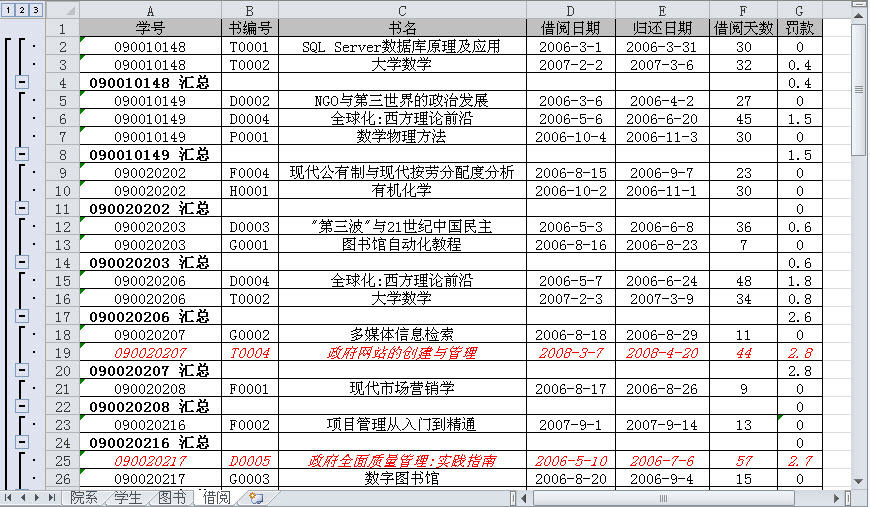 1 2 3
A B C D E F G
1 学号 书编号 书名 借阅日期 归还日期 借阅天数 罚款
2 090010148 T0001 SQL Server数据库原理及应用 2006-3-1 2006-3-31 30 0
3 090010148 T0002 大学数学 2007-2-2 2007-3-6 32 0.4
4 090010148 汇总 0.4
5 090010149 D0002 NGO与第三世界的政治发展 2006-3-6 2006-4-2 27 0
6 090010149 D0004 全球化:西方理论前沿 2006-5-6 2006-6-20 45 1.5
7 090010149 P0001 数学物理方法 2006-10-4 2006-11-3 30 0
8 090010149 汇总 1.5
9 090020202 F0004 现代公有制与现代按劳分配度分析 2006-8-15 2006-9-7 23 0
10 090020202 H0001 有机化学 2006-10-2 2006-11-1 30 0
11 090020202 汇总 0
12 090020203 D0003 "第三波"与21世纪中国民主 2006-5-3 2006-6-8 36 0.6
13 090020203 G0001 图书馆自动化教程 2006-8-16 2006-8-23 7 0
14 090020203 汇总 0.6
15 090020206 D0004 全球化:西方理论前沿 2006-5-7 2006-6-24 48 1.8
16 090020206 T0002 大学数学 2007-2-3 2007-3-9 34 0.8
17 090020206 汇总 2.6
18 090020207 G0002 多媒体信息检索 2006-8-18 2006-8-29 11 0
19 090020207 T0004 政府网站的创建与管理 2008-3-7 2008-4-20 44 2.8
20 090020207 汇总 2.8
21 090020208 F0001 现代市场营销学 2006-8-17 2006-8-26 9 0
22 090020208 汇总 0
23 090020216 F0002 项目管理从入门到精通 2007-9-1 2007-9-14 13 0
24 090020216 汇总 0
25 090020217 D0005 政府全面质量管理:实践指南 2006-5-10 2006-7-6 57 2.7
26 090020217 G0003 数字图书馆 2006-8-20 2006-9-4 15 0
院系 学生 图书 借阅